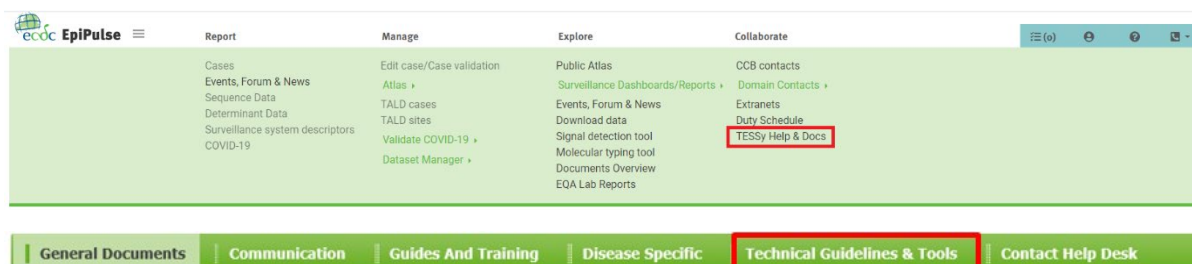 ecdc EpiPulse
Report
Manage
Explore
Collaborate
(0)
Cases
Events, Forum & News
Sequence Data
Determinant Data
Surveillance system descriptors
COVID-19
Edit case/Case validation
Atlas
TALD cases
TALD sites
Validate COVID-19
Dataset Manager
Public Atlas
Surveillance Dashboards/Reports
Events, Forum & News
Download data
Signal detection tool
Molecular typing tool
Documents Overview
EQA Lab Reports
CCB contacts
Domain Contacts
Extranets
Duty Schedule
TESSy Help & Docs
General Documents
Communication
Guides And Training
Disease Specific
Technical Guidelines & Tools
Contact Help Desk